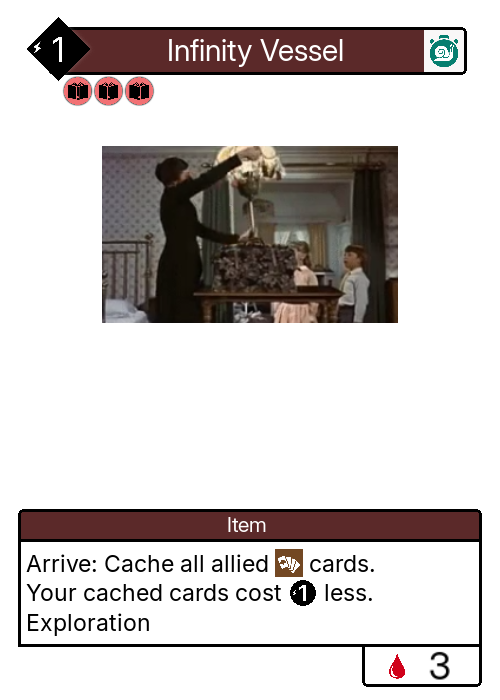 1
Infinity Vessel
Item
Arrive: Cache all allied cards.
Your cached cards cost 1 less.
Exploration
3